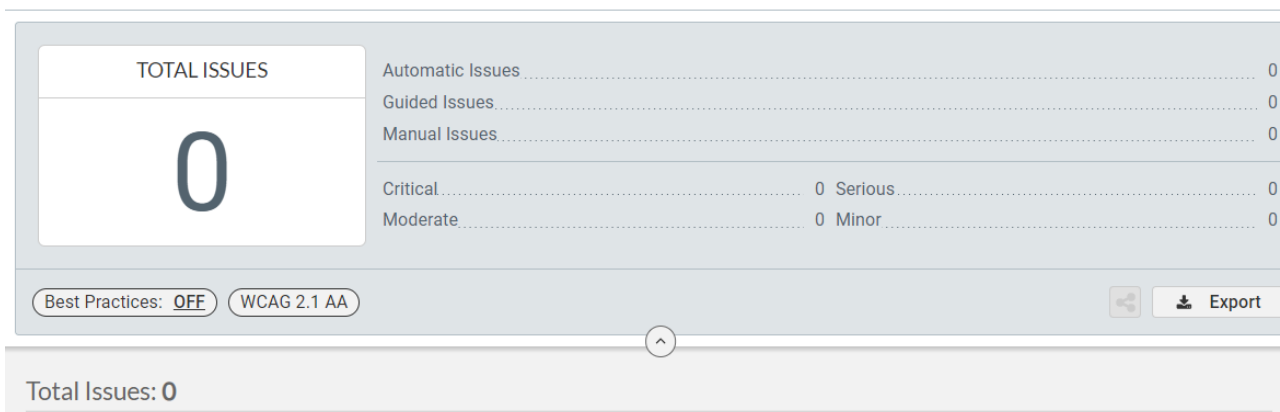 TOTAL ISSUES
0
Automatic Issues 0
Guided Issues 0
Manual Issues 0
Critical 0 Serious 0
Moderate 0 Minor 0
Best Practices: OFF WCAG 2.1 AA Export
Total Issues: 0